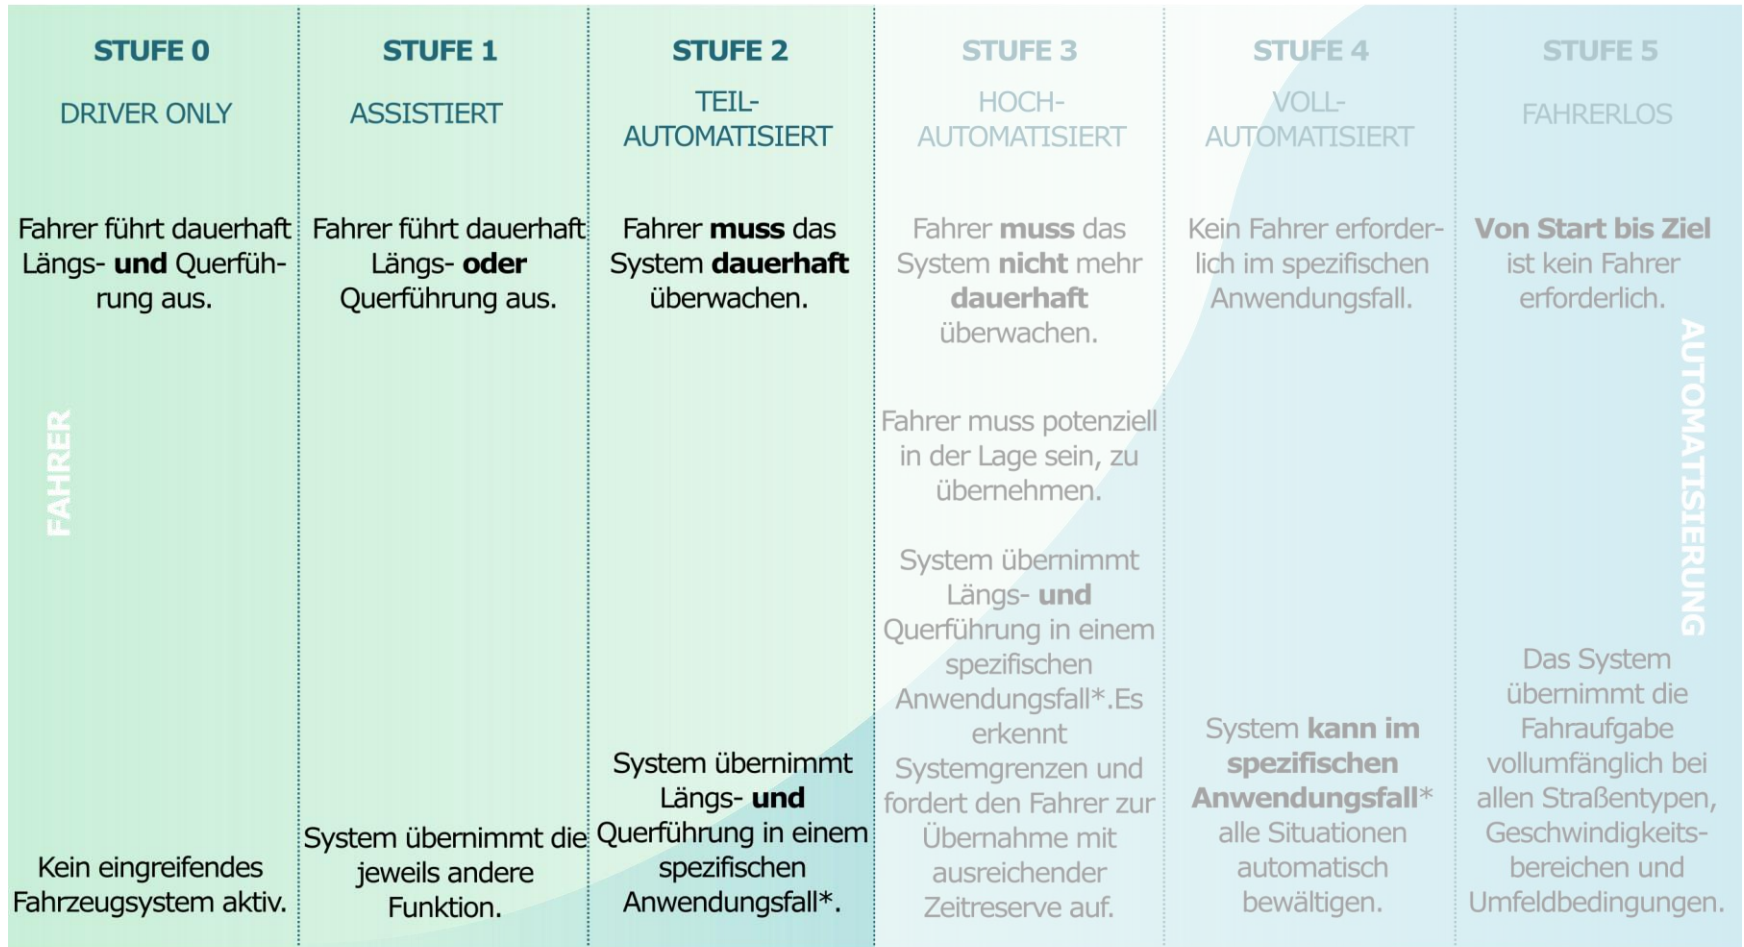 STUFE 0
DRIVER ONLY
Fahrer führt dauerhaft
Längs- und Querfüh-
rung aus.
FAHRER
Kein eingreifendes
Fahrzeugsystem aktiv.
STUFE 1
ASSISTIERT
Fahrer führt dauerhaft
Längs- oder
Querführung aus.
System übernimmt die
jeweils andere
Funktion.
STUFE 2
TEIL-
AUTOMATISIERT
Fahrer muss das
System dauerhaft
überwachen.
System übernimmt
Längs- und
Querführung in einem
spezifischen
Anwendungsfall*.
STUFE 3
HOCH-
AUTOMATISIERT
Fahrer muss das
System nicht mehr
dauerhaft
überwachen.
Fahrer muss potenziell
in der Lage sein, zu
übernehmen.
System übernimmt
Längs- und
Querführung in einem
spezifischen
Anwendungsfall*.Es
erkennt
Systemgrenzen und
fordert den Fahrer zur
Übernahme mit
ausreichender
Zeitreserve auf.
STUFE 4
VOLL-
AUTOMATISIERT
Kein Fahrer erforder-
lich im spezifischen
Anwendungsfall.
System kann im
spezifischen
Anwendungsfall*
alle Situationen
automatisch
bewältigen.
STUFE 5
FAHRERLOS
Von Start bis Ziel
ist kein Fahrer
erforderlich.
AUTOMATISIERUNG
Das System
übernimmt die
Fahraufgabe
vollumfänglich bei
allen Straßentypen,
Geschwindigkeits-
bereichen und
Umfeldbedingungen.